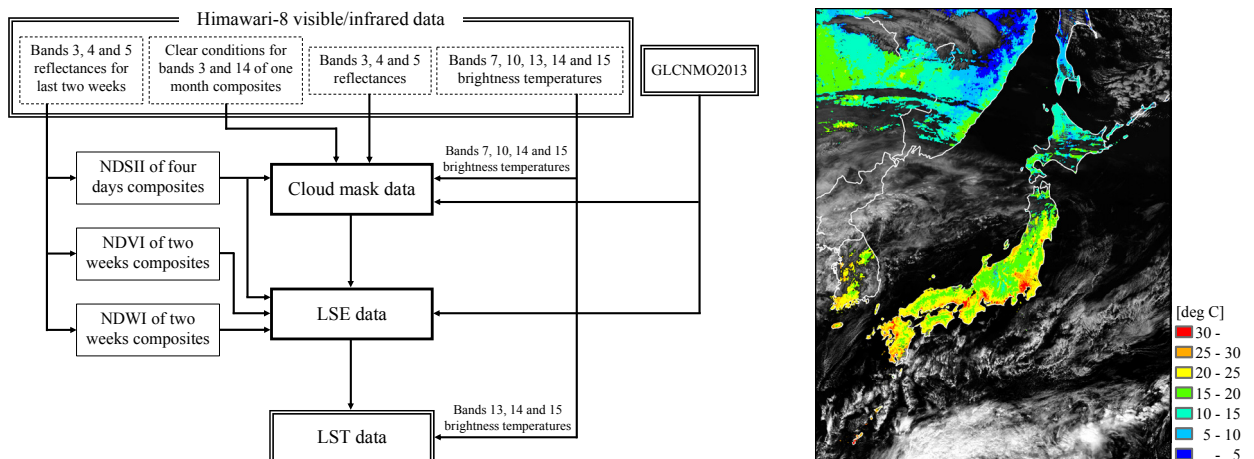 Himawari-8 visible/infrared data
Bands 3, 4 and 5
reflectances for
last two weeks
Clear conditions for
bands 3 and 14 of one
month composites
Bands 3, 4 and 5
reflectances
Bands 7, 10, 13, 14 and 15
brightness temperatures
GLCNMO2013
NDSII of four
days composites
Cloud mask data
Bands 7, 10, 14 and 15
brightness temperatures
NDVI of two
weeks composites
NDWI of two
weeks composites
LSE data
LST data
Bands 13, 14 and 15
brightness temperatures
[deg C]
30 -
25 - 30
20 - 25
15 - 20
10 - 15
5 - 10
- 5